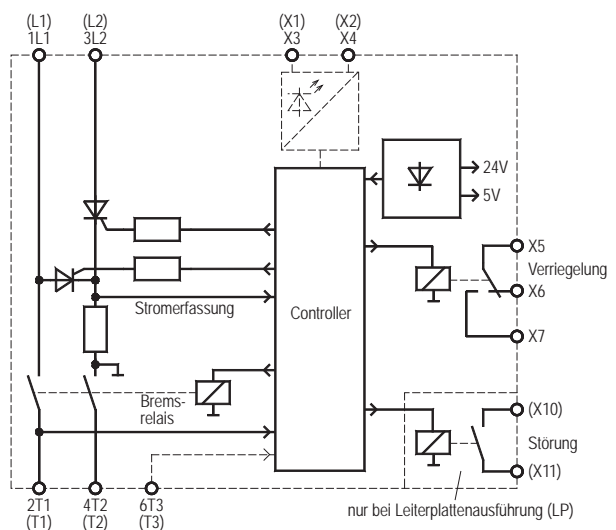 (L1)
1L1
(L2)
3L2
(X1)
X3
(X2)
X4
24V
5V
X5
Verriegelung
X6
X7
Stromerfassung
Controller
Brems-
relais
(X10)
Störung
(X11)
2T1
(T1)
4T2
(T2)
6T3
(T3)
nur bei Leiterplattenausführung (LP)